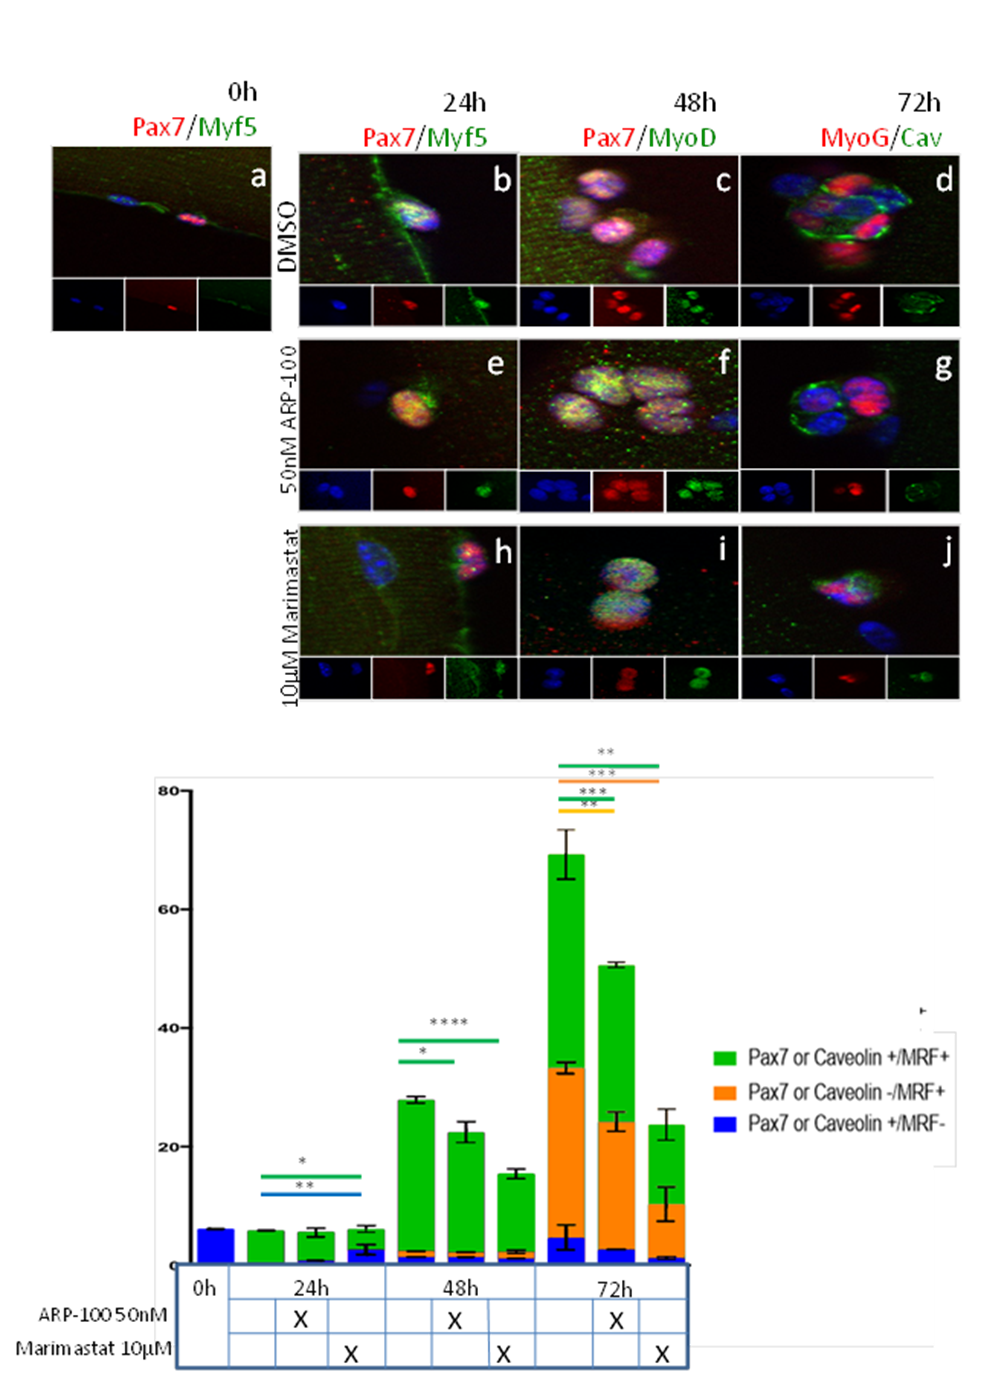 0h
Pax7/Myf5
24h
Pax7/Myf5
48h
Pax7/MyoD
72h
MyoG/Cav
a
DMSO
b
c
d
50nM ARP-100
e
f
g
10µM Marimastat
h
i
j
**
***
***
**
80
60
40
20
0
****
*
*
**
Pax7 or Caveolin +/MRF+
Pax7 or Caveolin -/MRF+
Pax7 or Caveolin +/MRF-
0h 24h 48h 72h
ARP-100 50nM X X X
Marimastat 10µM X X X